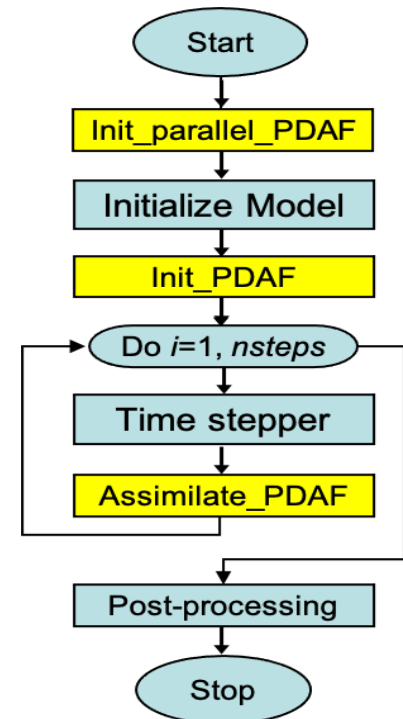 Start
Init_parallel_PDAF
Initialize Model
Init_PDAF
Do i=1, nsteps
Time stepper
Assimilate_PDAF
Post-processing
Stop